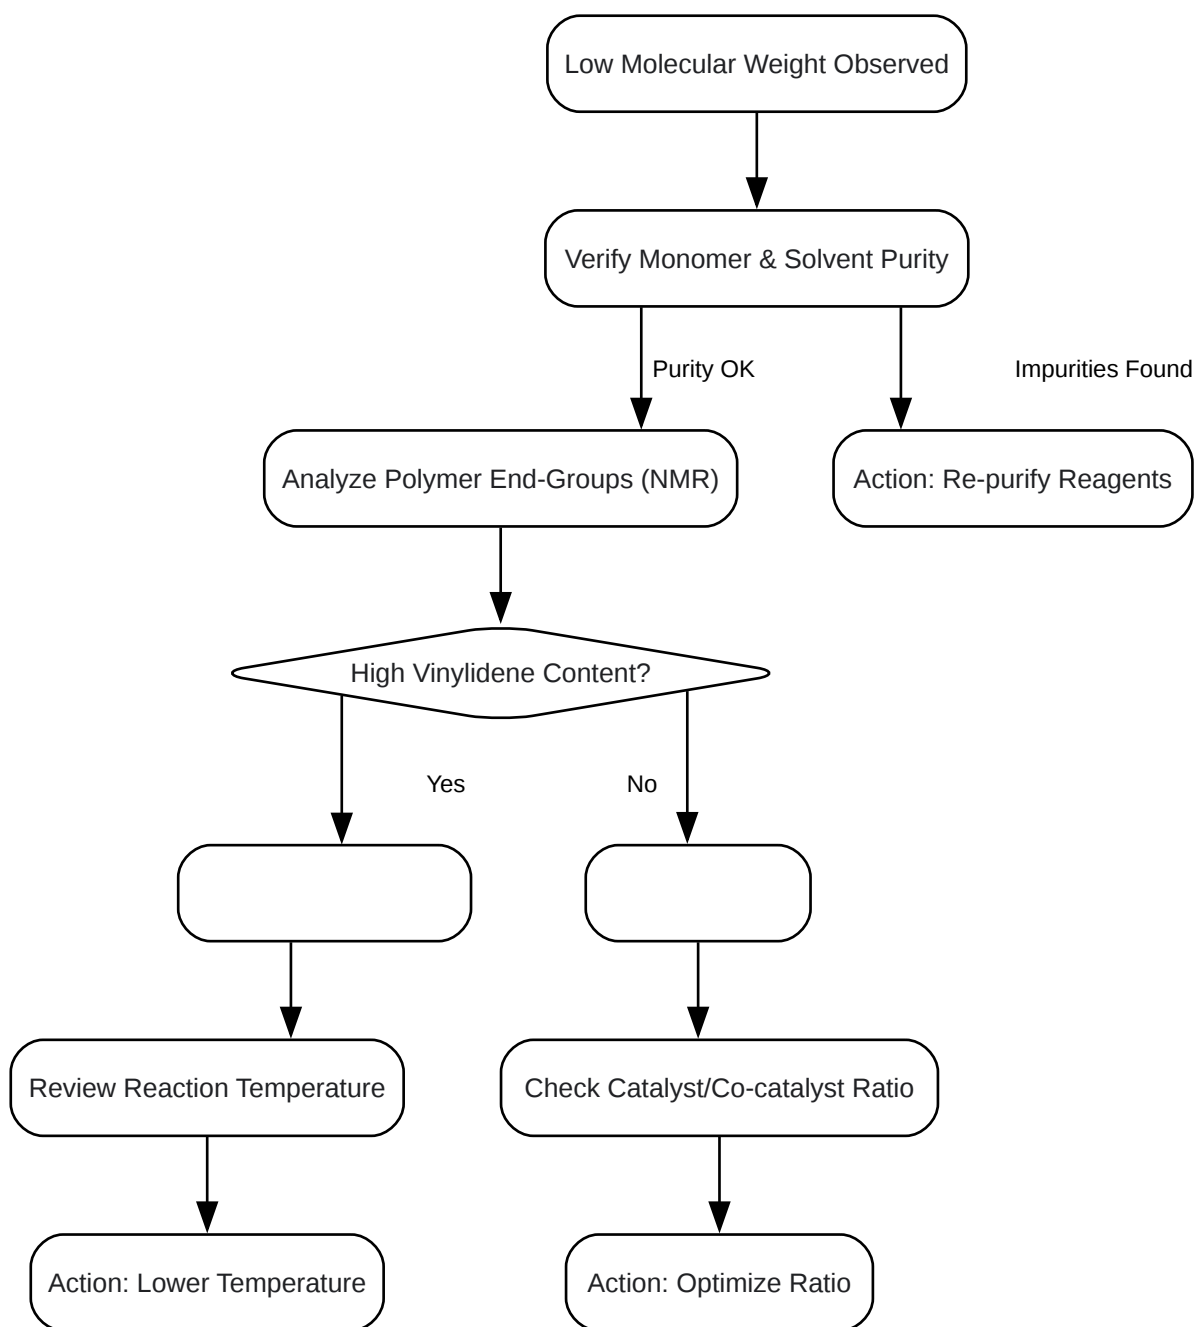 Low Molecular Weight Observed
Verify Monomer & Solvent Purity
Purity OK
Impurities Found
Analyze Polymer End-Groups (NMR)
Action: Re-purify Reagents
High Vinylidene Content?
Yes
No
Review Reaction Temperature
Check Catalyst/Co-catalyst Ratio
Action: Lower Temperature
Action: Optimize Ratio